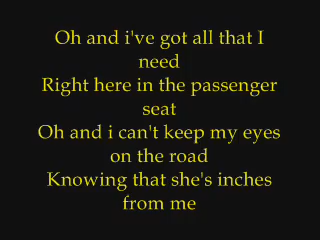 Oh and i've got all that I
need
Right here in the passenger
seat
Oh and i can't keep my eyes
on the road
Knowing that she's inches
from me